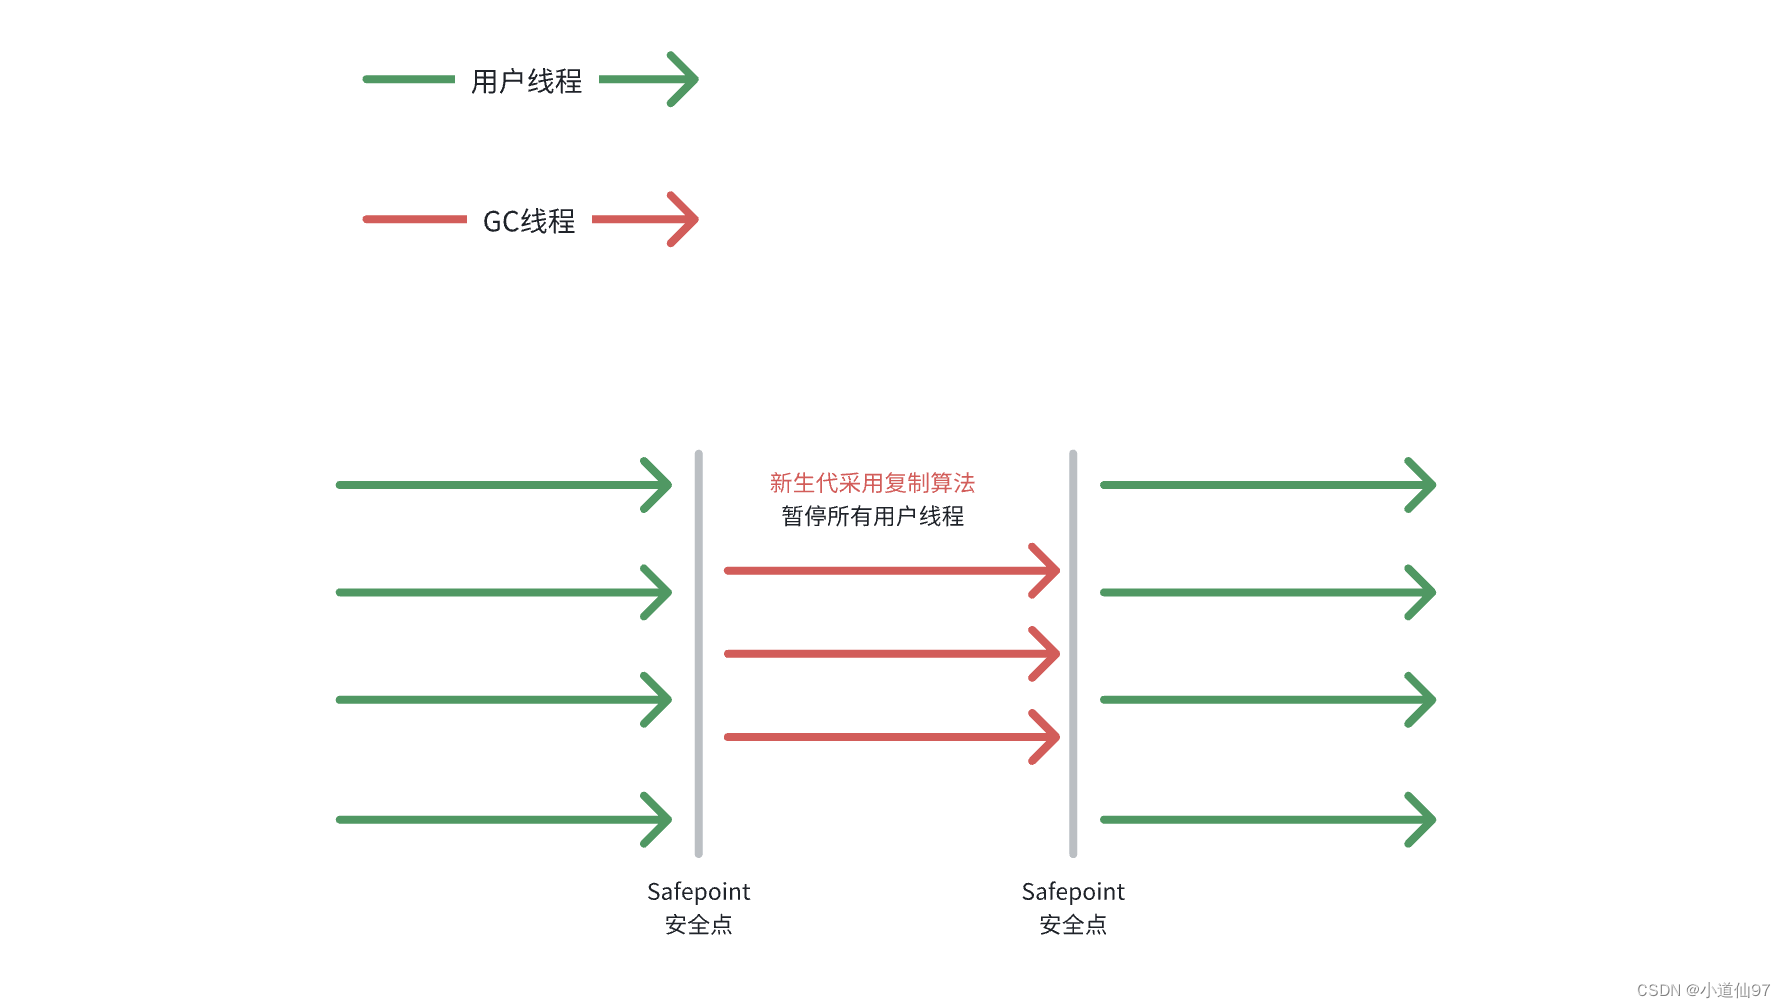 用户线程
GC线程
新生代采用复制算法
暂停所有用户线程
Safepoint
安全点
Safepoint
安全点
CSDN @小道仙97